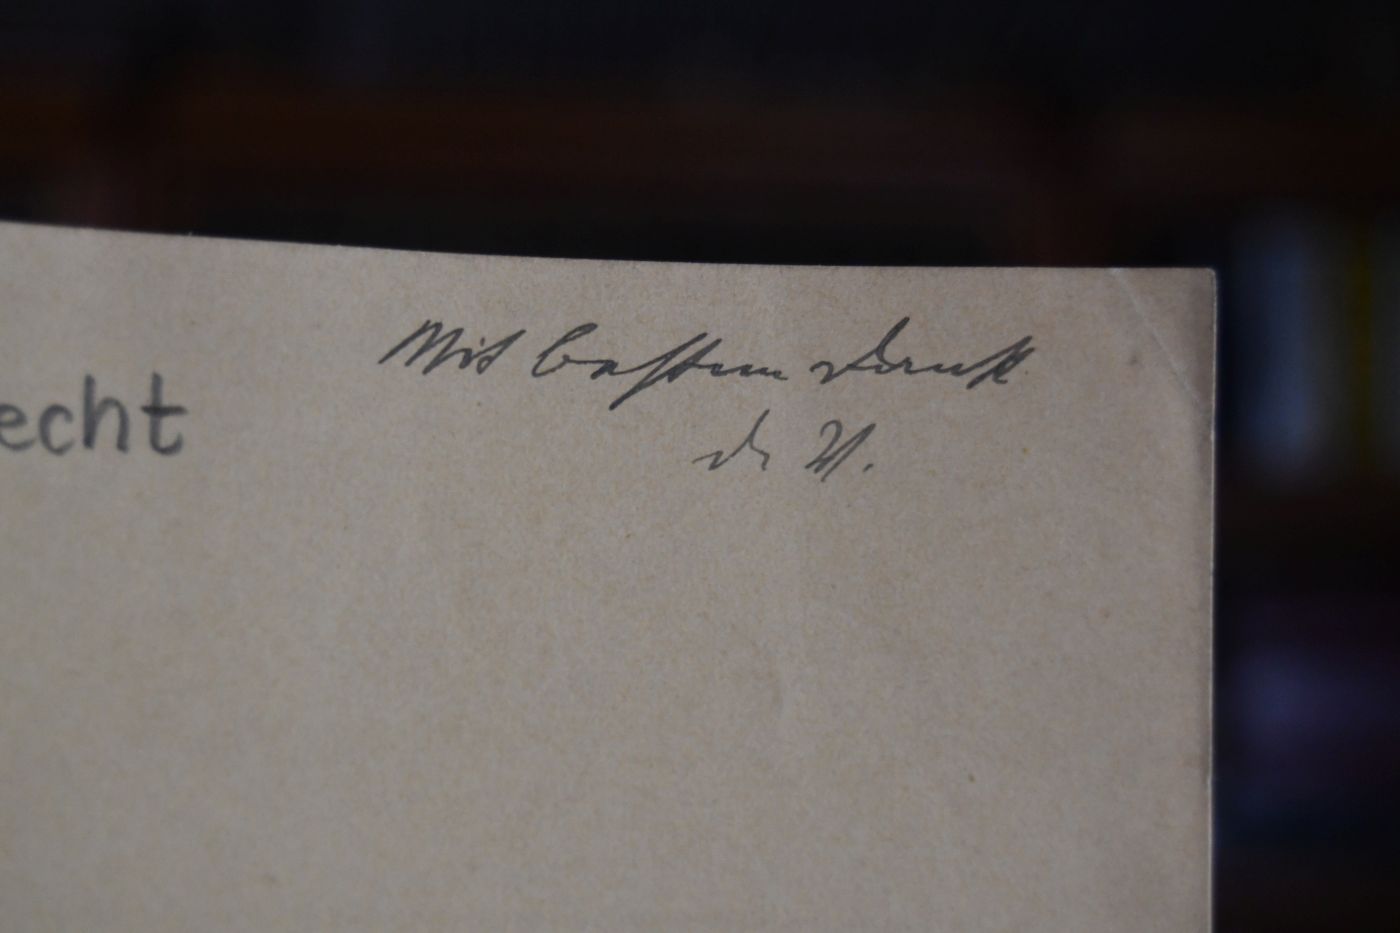 Mit bestem Dank
d. V.
echt